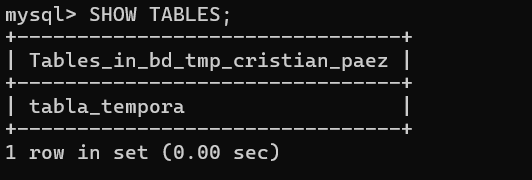 mysql> SHOW TABLES;
+--------------------------------+
| Tables_in_bd_tmp_cristian_paez |
+--------------------------------+
| tabla_tempora                  |
+--------------------------------+
1 row in set (0.00 sec)